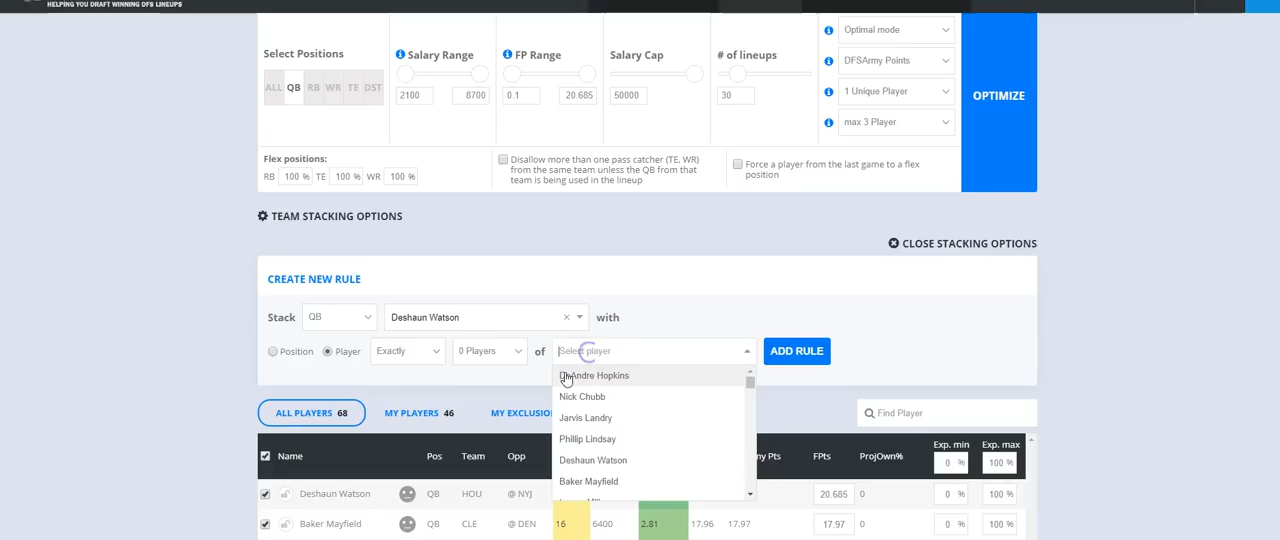 HELPING YOU DRAFT WINNING DFS LINEUPS
Select Positions
ALL QB RB WR TE DST
Salary Range
2100 8700
FP Range
0.1 20.685
Salary Cap
50000
# of lineups
30
Optimal mode
DFSArmy Points
1 Unique Player
max 3 Player
OPTIMIZE
Flex positions:
RB 100 % TE 100 % WR 100 %
Disallow more than one pass catcher (TE, WR)
from the same team unless the QB from that
team is being used in the lineup
Force a player from the last game to a flex
position
TEAM STACKING OPTIONS
CLOSE STACKING OPTIONS
CREATE NEW RULE
Stack QB Deshaun Watson with
Position Player Exactly 0 Players of Select player ADD RULE
DeAndre Hopkins
Nick Chubb
Jarvis Landry
Phillip Lindsay
Deshaun Watson
Baker Mayfield
ALL PLAYERS 68 MY PLAYERS 46 MY EXCLUSIO
Find Player
Name Pos Team Opp my Pts FPts ProjOwn% Exp. min Exp. max
0 % 100 %
Deshaun Watson QB HOU @ NYJ 20.685 0 0 % 100 %
Baker Mayfield QB CLE @ DEN 16 6400 2.81 17.96 17.97 17.97 0 0 % 100 %